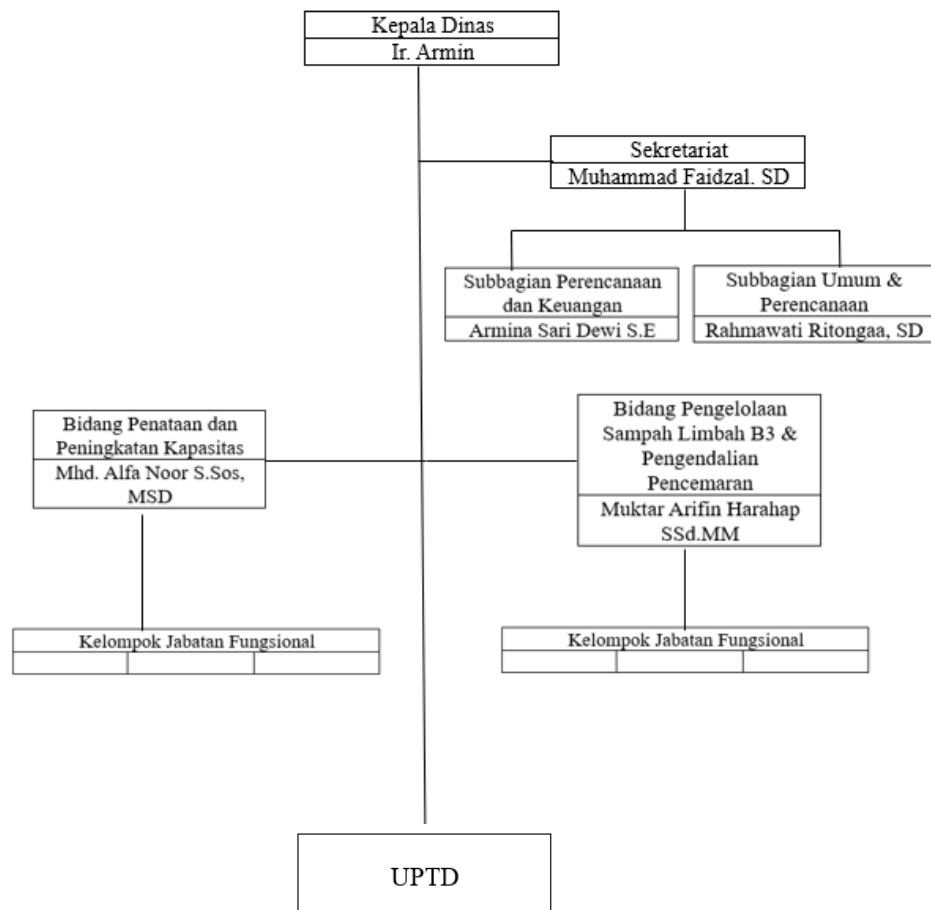 Kepala Dinas
Ir. Armin
Sekretariat
Muhammad Faidzal. SD
Subbagian Perencanaan
dan Keuangan
Armina Sari Dewi S.E
Subbagian Umum &
Perencanaan
Rahmawati Ritongaa, SD
Bidang Penataan dan
Peningkatan Kapasitas
Mhd. Alfa Noor S.Sos,
MSD
Bidang Pengelolaan
Sampah Limbah B3 &
Pengendalian
Pencemaran
Muktar Arifin Harahap
SSd.MM
Kelompok Jabatan Fungsional
Kelompok Jabatan Fungsional
UPTD